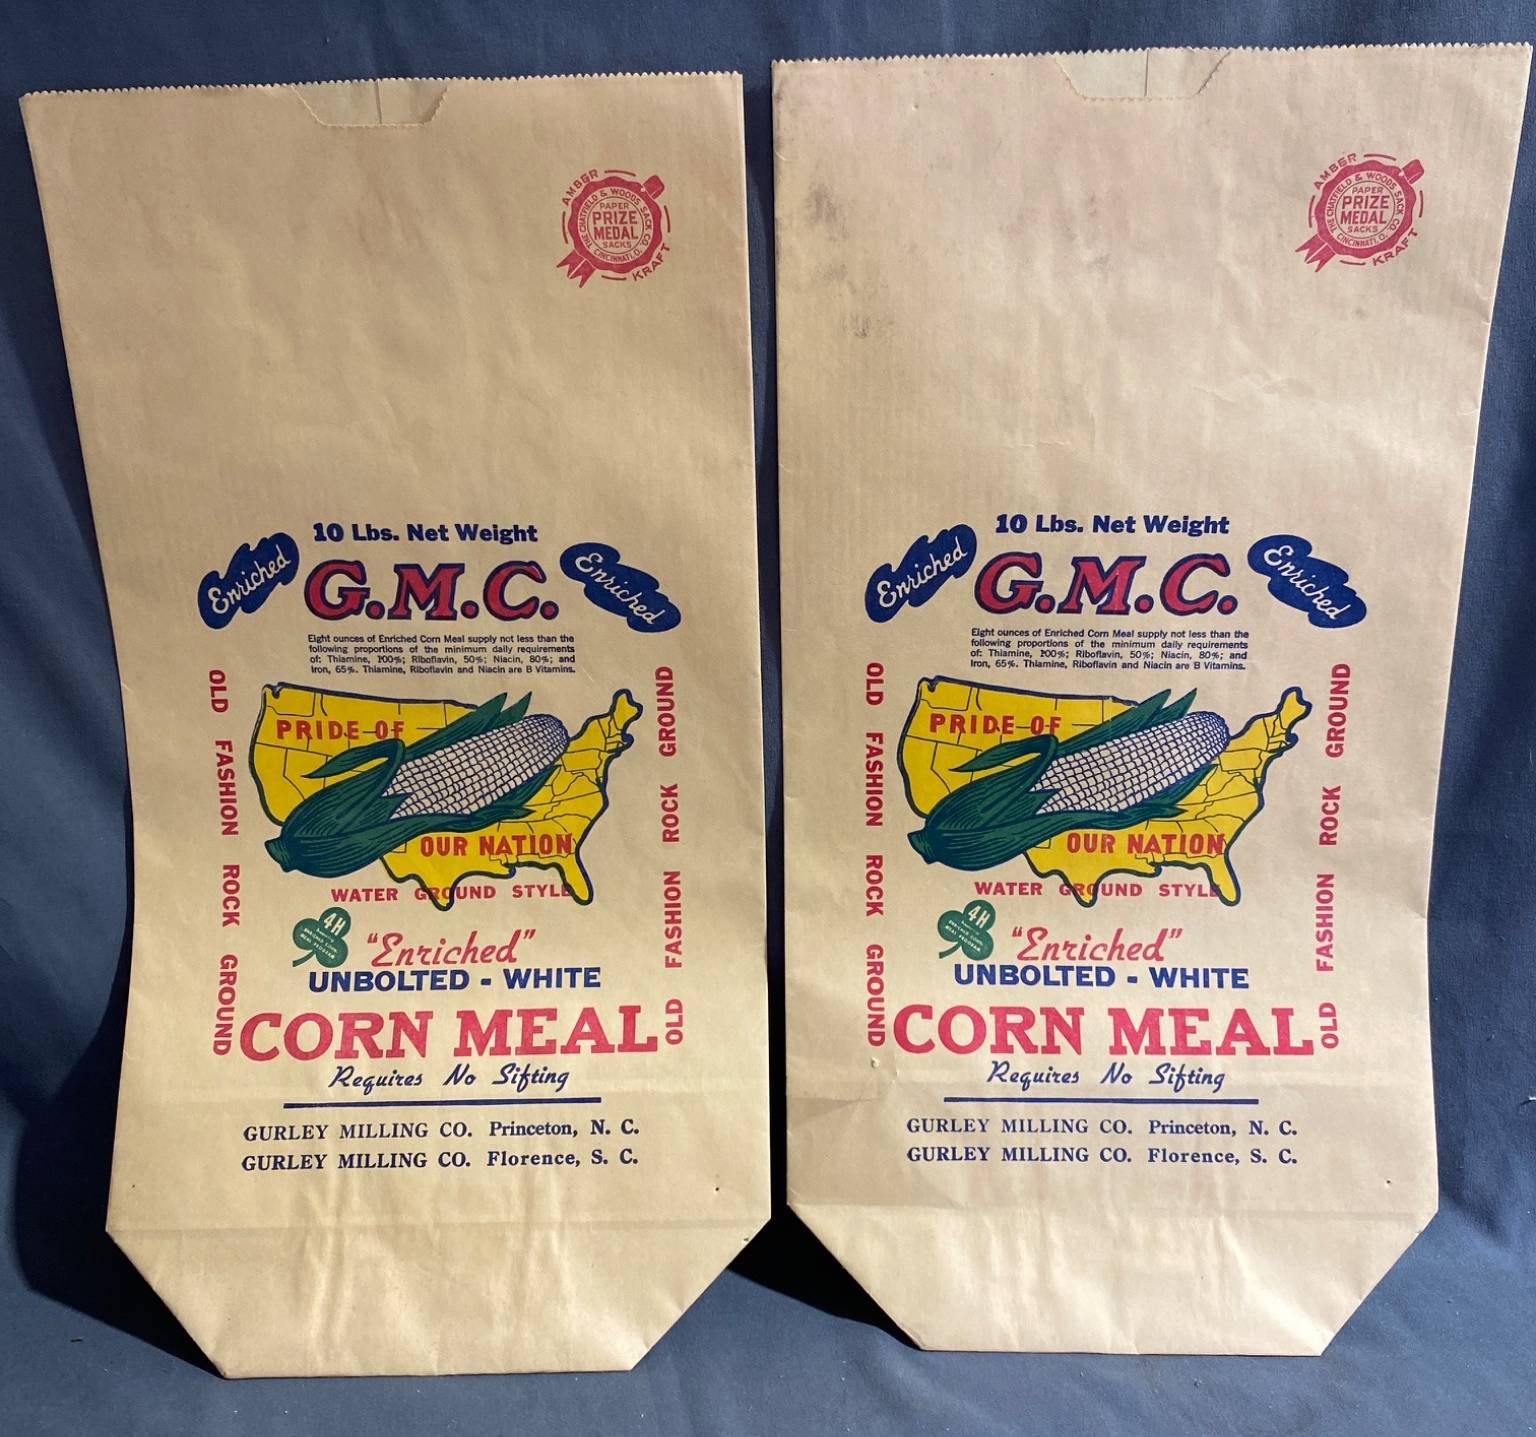 AMBER
THE CHATFIELD & WOODS SACK CO.
PAPER
PRIZE
MEDAL
SACKS
CINCINNATI, O.
KRAFT
10 Lbs. Net Weight
Enriched
G.M.C.
Enriched
Eight ounces of Enriched Corn Meal supply not less than the
following proportions of the minimum daily requirements
of: Thiamine, 100%; Riboflavin, 50%; Niacin, 80%; and
Iron, 65%. Thiamine, Riboflavin and Niacin are B Vitamins.
OLD FASHION ROCK GROUND
PRIDE OF
OUR NATION
WATER GROUND STYLE
OLD FASHION ROCK GROUND
4H
ENRICHED CORN
MEAL PROGRAM
"Enriched"
UNBOLTED - WHITE
CORN MEAL
Requires No Sifting
GURLEY MILLING CO. Princeton, N. C.
GURLEY MILLING CO. Florence, S. C.
AMBER
THE CHATFIELD & WOODS SACK CO.
PAPER
PRIZE
MEDAL
SACKS
CINCINNATI, O.
KRAFT
10 Lbs. Net Weight
Enriched
G.M.C.
Enriched
Eight ounces of Enriched Corn Meal supply not less than the
following proportions of the minimum daily requirements
of: Thiamine, 100%; Riboflavin, 50%; Niacin, 80%; and
Iron, 65%. Thiamine, Riboflavin and Niacin are B Vitamins.
OLD FASHION ROCK GROUND
PRIDE OF
OUR NATION
WATER GROUND STYLE
OLD FASHION ROCK GROUND
4H
ENRICHED CORN
MEAL PROGRAM
"Enriched"
UNBOLTED - WHITE
CORN MEAL
Requires No Sifting
GURLEY MILLING CO. Princeton, N. C.
GURLEY MILLING CO. Florence, S. C.